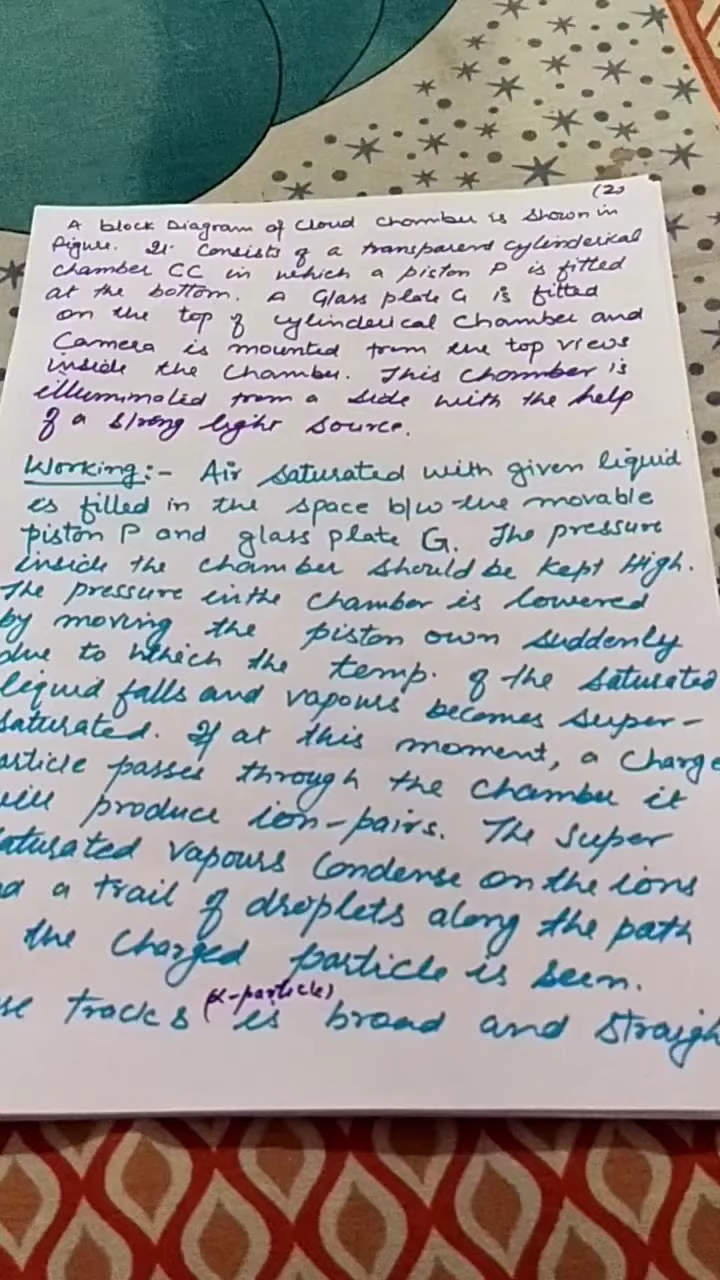 (2)
A block Diagram of Cloud Chamber is shown in
figure. It consists of a transparent cylinderical
chamber CC in which a piston P is fitted
at the bottom. A Glass plate G is fitted
on the top of cylinderical chamber and
Camera is mounted from the top views
inside the chamber. This chamber is
illuminated from a side with the help
of a strong light source.
Working:- Air saturated with given liquid
is filled in the space b/w the movable
piston P and glass plate G. The pressure
inside the chamber should be kept High.
The pressure in the chamber is lowered
by moving the piston own suddenly
due to which the temp. of the saturated
liquid falls and vapours becomes super-
saturated. If at this moment, a charge
article passes through the chamber it
will produce ion-pairs. The super
aturated vapours Condense on the ions
a trail of droplets along the path
the charged particle is seen.
(α-particle)
se tracks is broad and straigh